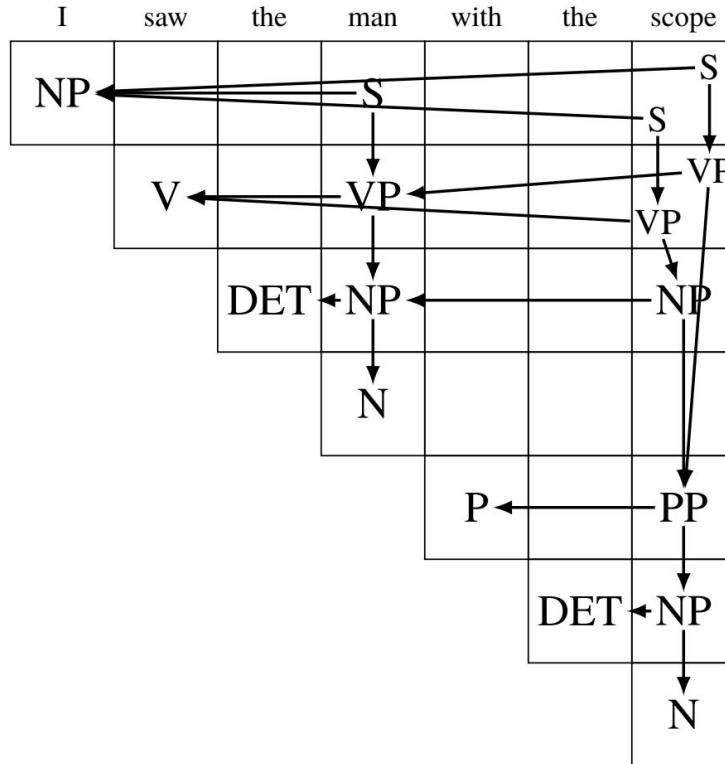 I saw the man with the scope
S
NP S
S
VP
V VP
VP
DET NP NP
N
P PP
DET NP
N